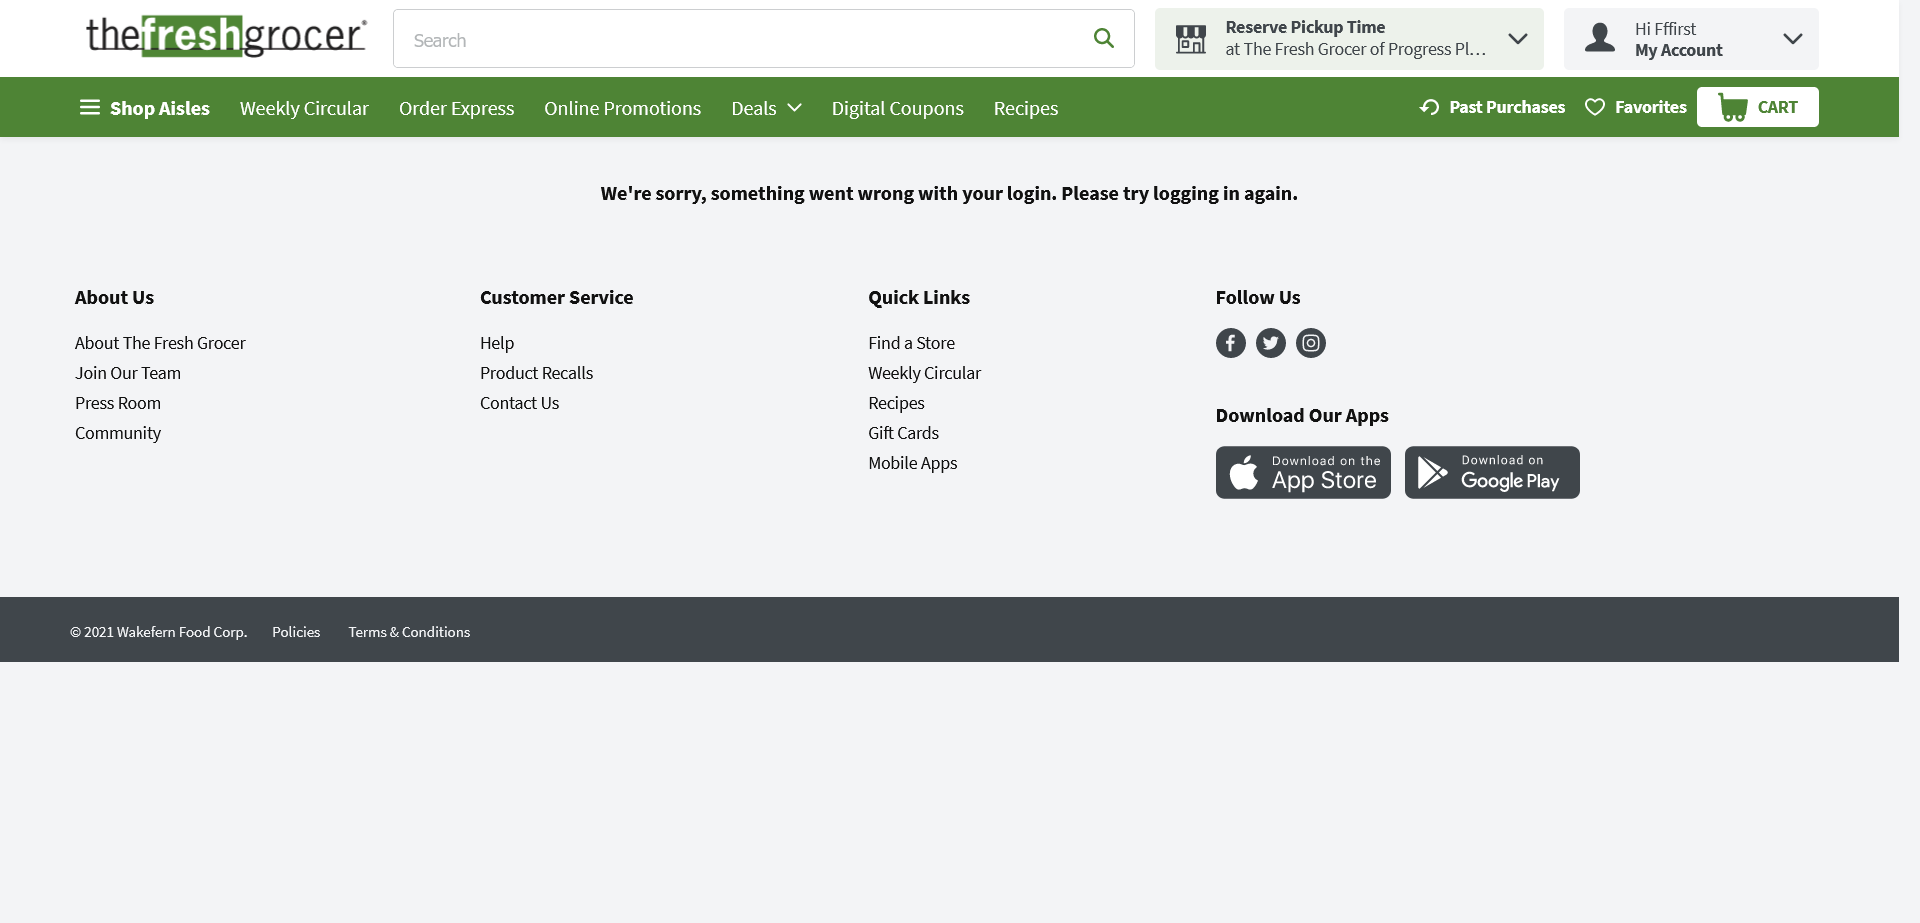 thefreshgrocer®
Search
Reserve Pickup Time
at The Fresh Grocer of Progress Pl...
Hi Fffirst
My Account
Shop Aisles
Weekly Circular
Order Express
Online Promotions
Deals
Digital Coupons
Recipes
Past Purchases
Favorites
CART
We're sorry, something went wrong with your login. Please try logging in again.
About Us
About The Fresh Grocer
Join Our Team
Press Room
Community
Customer Service
Help
Product Recalls
Contact Us
Quick Links
Find a Store
Weekly Circular
Recipes
Gift Cards
Mobile Apps
Follow Us
Download Our Apps
Download on the
App Store
Download on
Google Play
© 2021 Wakefern Food Corp.
Policies
Terms & Conditions